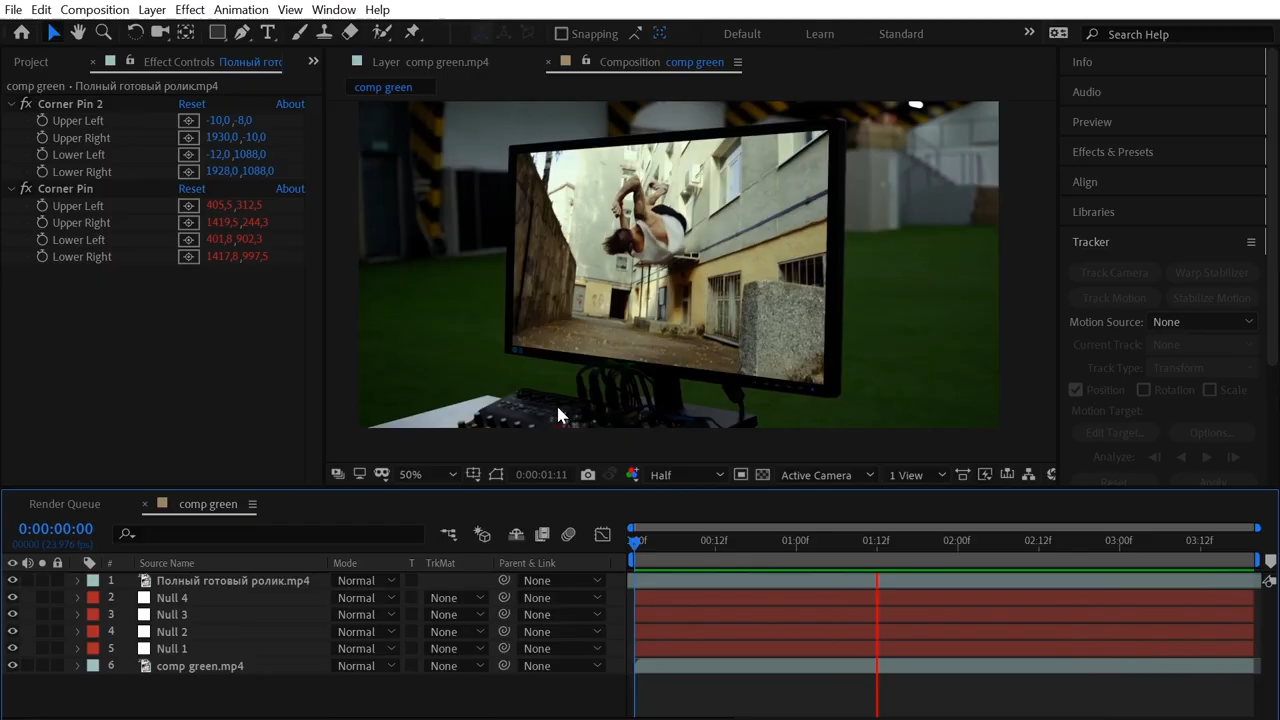 File Edit Composition Layer Effect Animation View Window Help
Snapping Default Learn Standard Search Help
Project Effect Controls Полный гото
comp green • Полный готовый ролик.mp4
Corner Pin 2 Reset About
Upper Left -10,0,-8,0
Upper Right 1930,0,-10,0
Lower Left -12,0,1088,0
Lower Right 1928,0,1088,0
Corner Pin Reset About
Upper Left 405,5,312,5
Upper Right 1419,5,244,3
Lower Left 401,8,902,3
Lower Right 1417,8,997,5
Layer comp green.mp4 Composition comp green
comp green
50% 0:00:01:11 Half Active Camera 1 View
Info
Audio
Preview
Effects & Presets
Align
Libraries
Tracker
Track Camera Warp Stabilizer
Track Motion Stabilize Motion
Motion Source: None
Current Track: None
Track Type: Transform
Position Rotation Scale
Motion Target:
Edit Target... Options...
Analyze:
Reset Apply
Render Queue comp green
0:00:00:00
00000 (23.976 fps)
00:12f 01:00f 01:12f 02:00f 02:12f 03:00f 03:12f
# Source Name Mode T TrkMat Parent & Link
1 Полный готовый ролик.mp4 Normal None
2 Null 4 Normal None None
3 Null 3 Normal None None
4 Null 2 Normal None None
5 Null 1 Normal None None
6 comp green.mp4 Normal None None